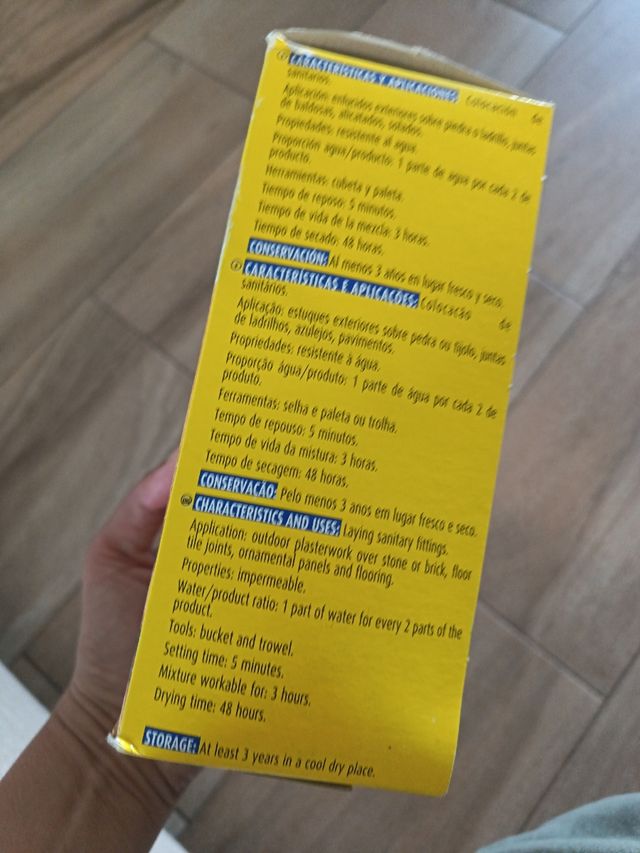 CARACTERÍSTICAS Y APLICACIONES: Colocación de
sanitarios.
Aplicación: enlucidos exteriores sobre piedra o ladrillo, juntas
de baldosas, alicatados, solados.
Propiedades: resistente al agua.
Proporción agua/producto: 1 parte de agua por cada 2 de
producto.
Herramientas: cubeta y paleta.
Tiempo de reposo: 5 minutos.
Tiempo de vida de la mezcla: 3 horas.
Tiempo de secado: 48 horas.
CONSERVACIÓN: Al menos 3 años en lugar fresco y seco.
CARACTERÍSTICAS E APLICAÇÕES: Colocacão de
sanitários.
Aplicação: estuques exteriores sobre pedra ou tijolo, juntas
de ladrilhos, azulejos, pavimentos.
Propriedades: resistente à água.
Proporção água/produto: 1 parte de água por cada 2 de
produto.
Ferramentas: selha e paleta ou trolha.
Tempo de repouso: 5 minutos.
Tempo de vida da mistura: 3 horas.
Tempo de secagem: 48 horas.
CONSERVAÇÃO: Pelo menos 3 anos em lugar fresco e seco.
CHARACTERISTICS AND USES: Laying sanitary fittings.
Application: outdoor plasterwork over stone or brick, floor
tile joints, ornamental panels and flooring.
Properties: impermeable.
Water/product ratio: 1 part of water for every 2 parts of the
product.
Tools: bucket and trowel.
Setting time: 5 minutes.
Mixture workable for: 3 hours.
Drying time: 48 hours.
STORAGE: At least 3 years in a cool dry place.